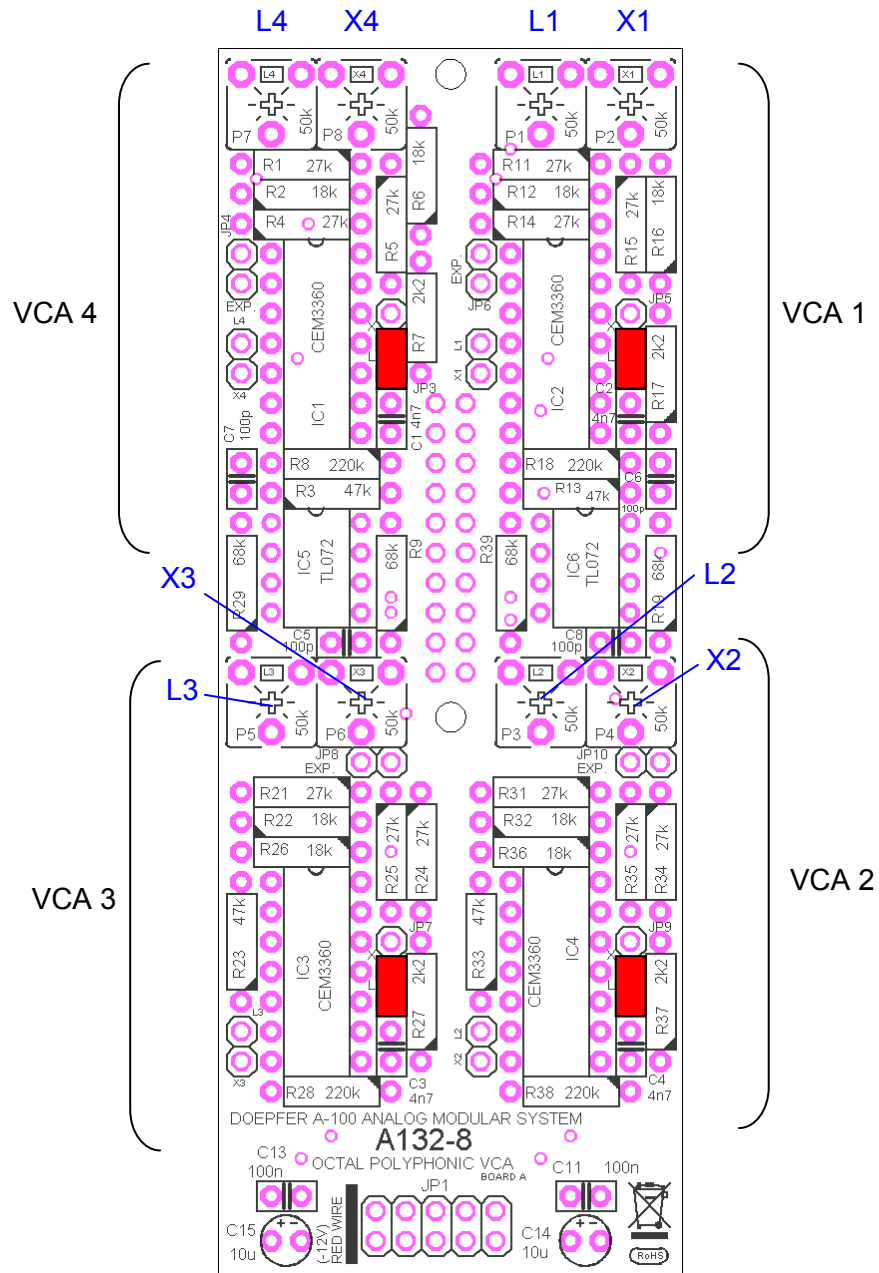 L4 X4 L1 X1
L4 X4 L1 X1
50k 50k 50k 50k
P7 P8 P1 P2
R1 27k
R2 18k
R4 27k
18k R6
27k R5
R11 27k
R12 18k
R14 27k
27k R15
18k R16
JP4
EXP.
L4
X4
EXP.
JP6
L1
X1
JP5
VCA 4
VCA 1
CEM3360
IC1
CEM3360
IC2
2k2 R7
JP3
2k2 R17
C7 100p
C1 4n7
C2
4n7
R8 220k
R3 47k
R18 220k
R13 47k
C6
100p
IC5 TL072
IC6 TL072
68k R29
68k R9
R39 68k
68k R19
X3
L2
C5
100p
C8
100p
L3 X3 L2 X2
X2
L3
50k 50k 50k 50k
P5 P6 P3 P4
JP8
EXP.
JP10
EXP.
R21 27k
R22 18k
R26 18k
R25 27k
R24 27k
R31 27k
R32 18k
R36 18k
R35 27k
R34 27k
VCA 3
VCA 2
47k R23
IC3 CEM3360
JP7
2k2 R27
47k R33
CEM3360 IC4
JP9
2k2 R37
L3
X3
L2
X2
R28 220k
C3
4n7
R38 220k
C4
4n7
DOEPFER A-100 ANALOG MODULAR SYSTEM
A132-8
OCTAL POLYPHONIC VCA
BOARD A
C13
100n
C11 100n
JP1
C15
10u
+ -
(-12V)
RED WIRE
C14
10u
+ -
RoHS